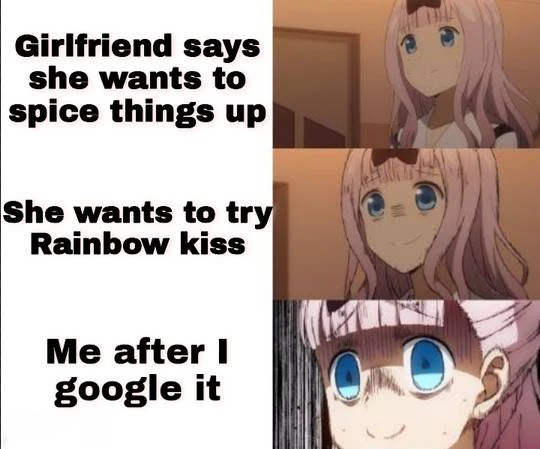 Girlfriend says
she wants to
spice things up
She wants to try
Rainbow kiss
Me after I
google it